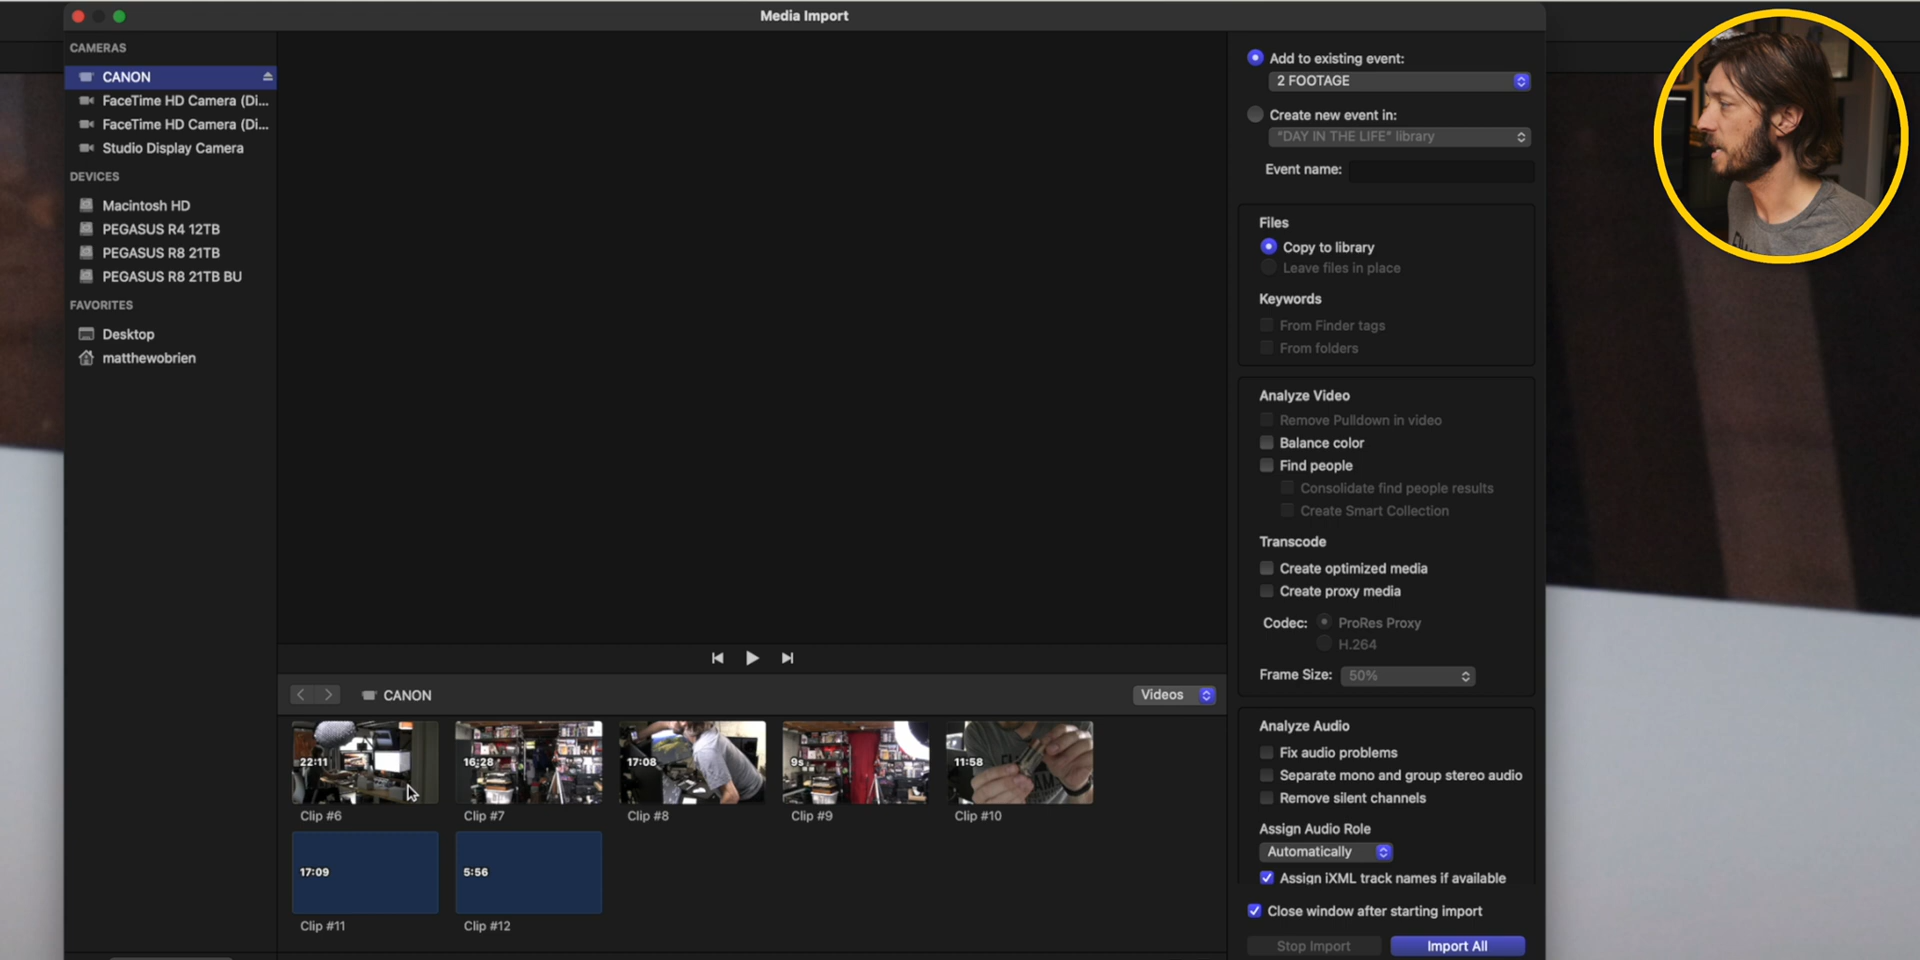 Media Import
CAMERAS
CANON
FaceTime HD Camera (Di...
FaceTime HD Camera (Di...
Studio Display Camera
DEVICES
Macintosh HD
PEGASUS R4 12TB
PEGASUS R8 21TB
PEGASUS R8 21TB BU
FAVORITES
Desktop
matthewobrien
CANON
Videos
22:11
16:28
17:08
9s
11:58
Clip #6
Clip #7
Clip #8
Clip #9
Clip #10
17:09
5:56
Clip #11
Clip #12
Add to existing event:
2 FOOTAGE
Create new event in:
"DAY IN THE LIFE" library
Event name:
Files
Copy to library
Leave files in place
Keywords
From Finder tags
From folders
Analyze Video
Remove Pulldown in video
Balance color
Find people
Consolidate find people results
Create Smart Collection
Transcode
Create optimized media
Create proxy media
Codec: ProRes Proxy
H.264
Frame Size: 50%
Analyze Audio
Fix audio problems
Separate mono and group stereo audio
Remove silent channels
Assign Audio Role
Automatically
Assign iXML track names if available
Close window after starting import
Stop Import
Import All